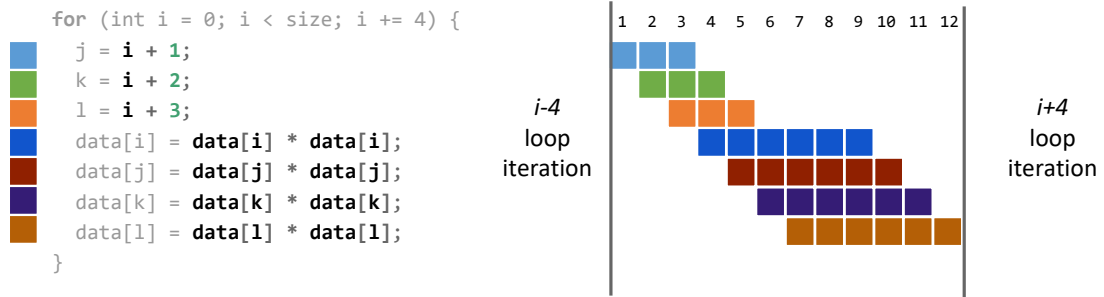 for (int i = 0; i < size; i += 4) {
j = i + 1;
k = i + 2;
l = i + 3;
data[i] = data[i] * data[i];
data[j] = data[j] * data[j];
data[k] = data[k] * data[k];
data[l] = data[l] * data[l];
}
i-4
loop
iteration
1 2 3 4 5 6 7 8 9 10 11 12
i+4
loop
iteration